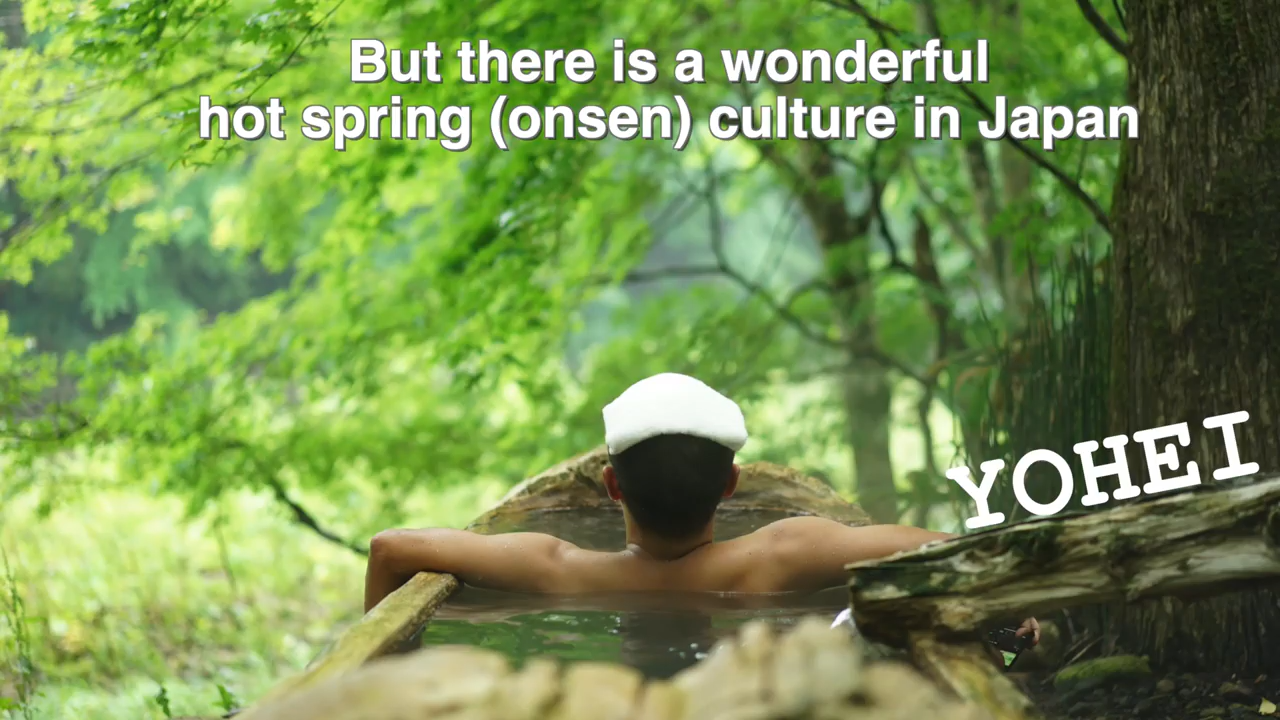 But there is a wonderful
hot spring (onsen) culture in Japan
YOHEI